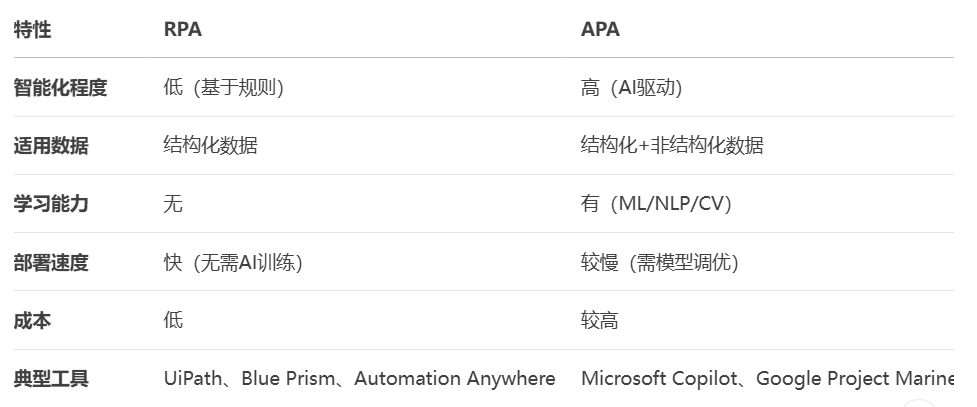 特性 RPA APA
智能化程度 低（基于规则） 高（AI驱动）
适用数据 结构化数据 结构化+非结构化数据
学习能力 无 有（ML/NLP/CV）
部署速度 快（无需AI训练） 较慢（需模型调优）
成本 低 较高
典型工具 UiPath、Blue Prism、Automation Anywhere Microsoft Copilot、Google Project Marine